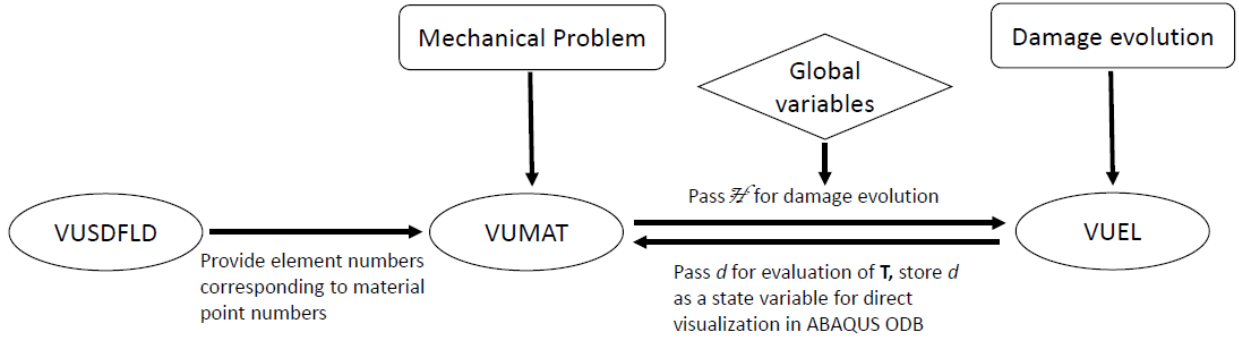 Mechanical Problem
Damage evolution
Global
variables
Pass ℋ for damage evolution
VUSDFLD
VUMAT
VUEL
Provide element numbers
corresponding to material
point numbers
Pass d for evaluation of T, store d
as a state variable for direct
visualization in ABAQUS ODB